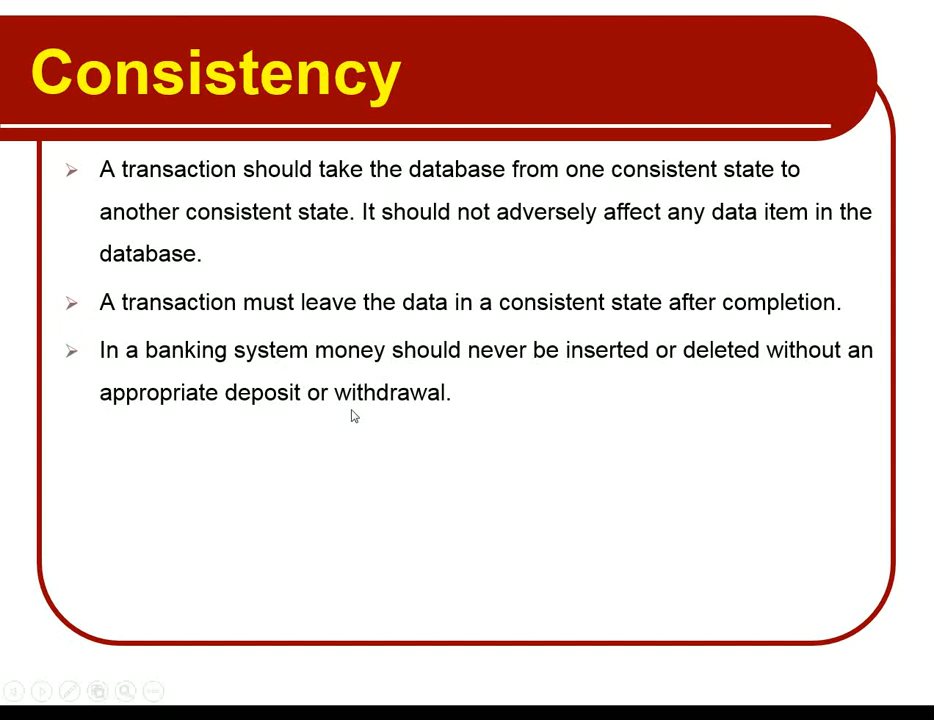 Consistency
A transaction should take the database from one consistent state to
another consistent state. It should not adversely affect any data item in the
database.
A transaction must leave the data in a consistent state after completion.
In a banking system money should never be inserted or deleted without an
appropriate deposit or withdrawal.